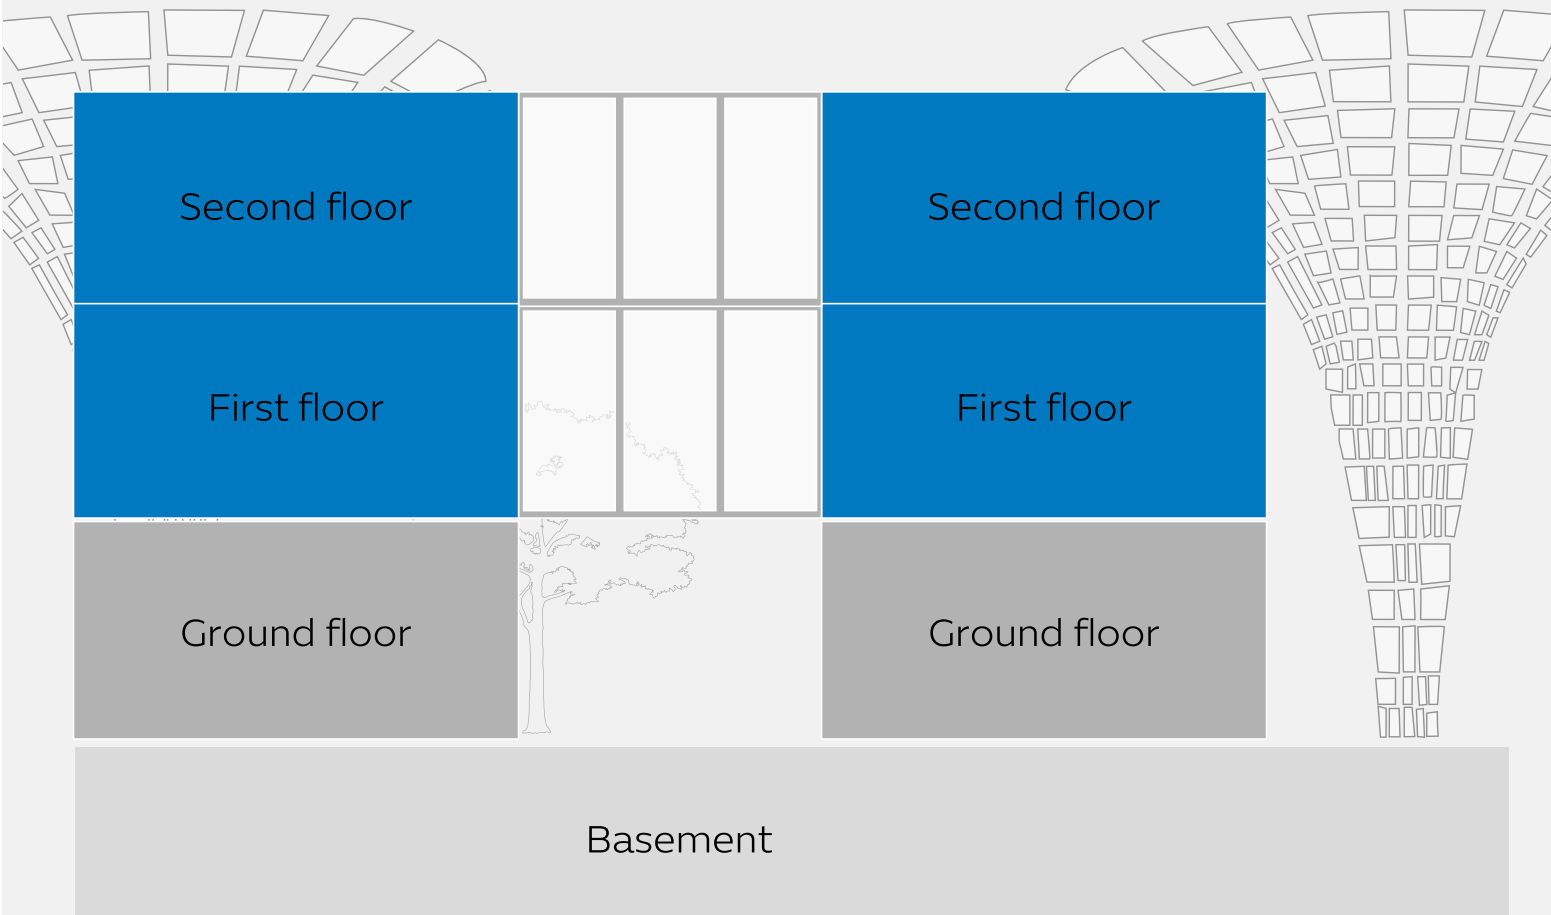 Second floor
Second floor
First floor
First floor
Ground floor
Ground floor
Basement